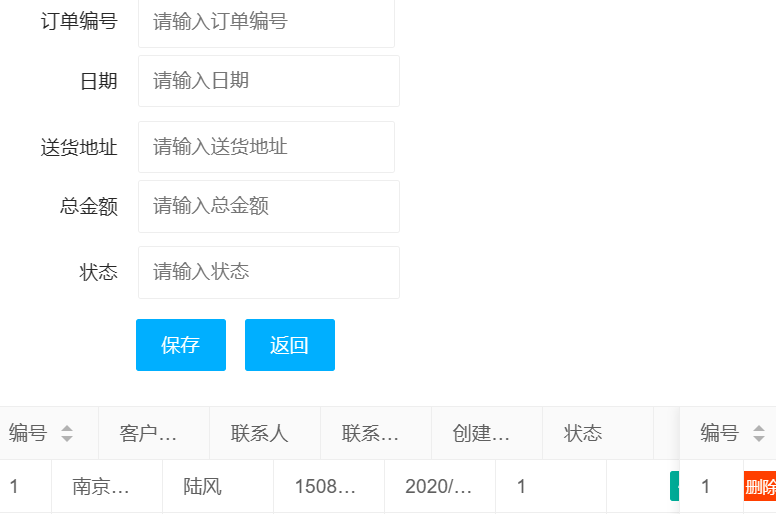 订单编号 请输入订单编号
日期 请输入日期
送货地址 请输入送货地址
总金额 请输入总金额
状态 请输入状态
保存 返回
编号 客户... 联系人 联系... 创建... 状态 编号
1 南京... 陆风 1508... 2020/... 1 1 删除